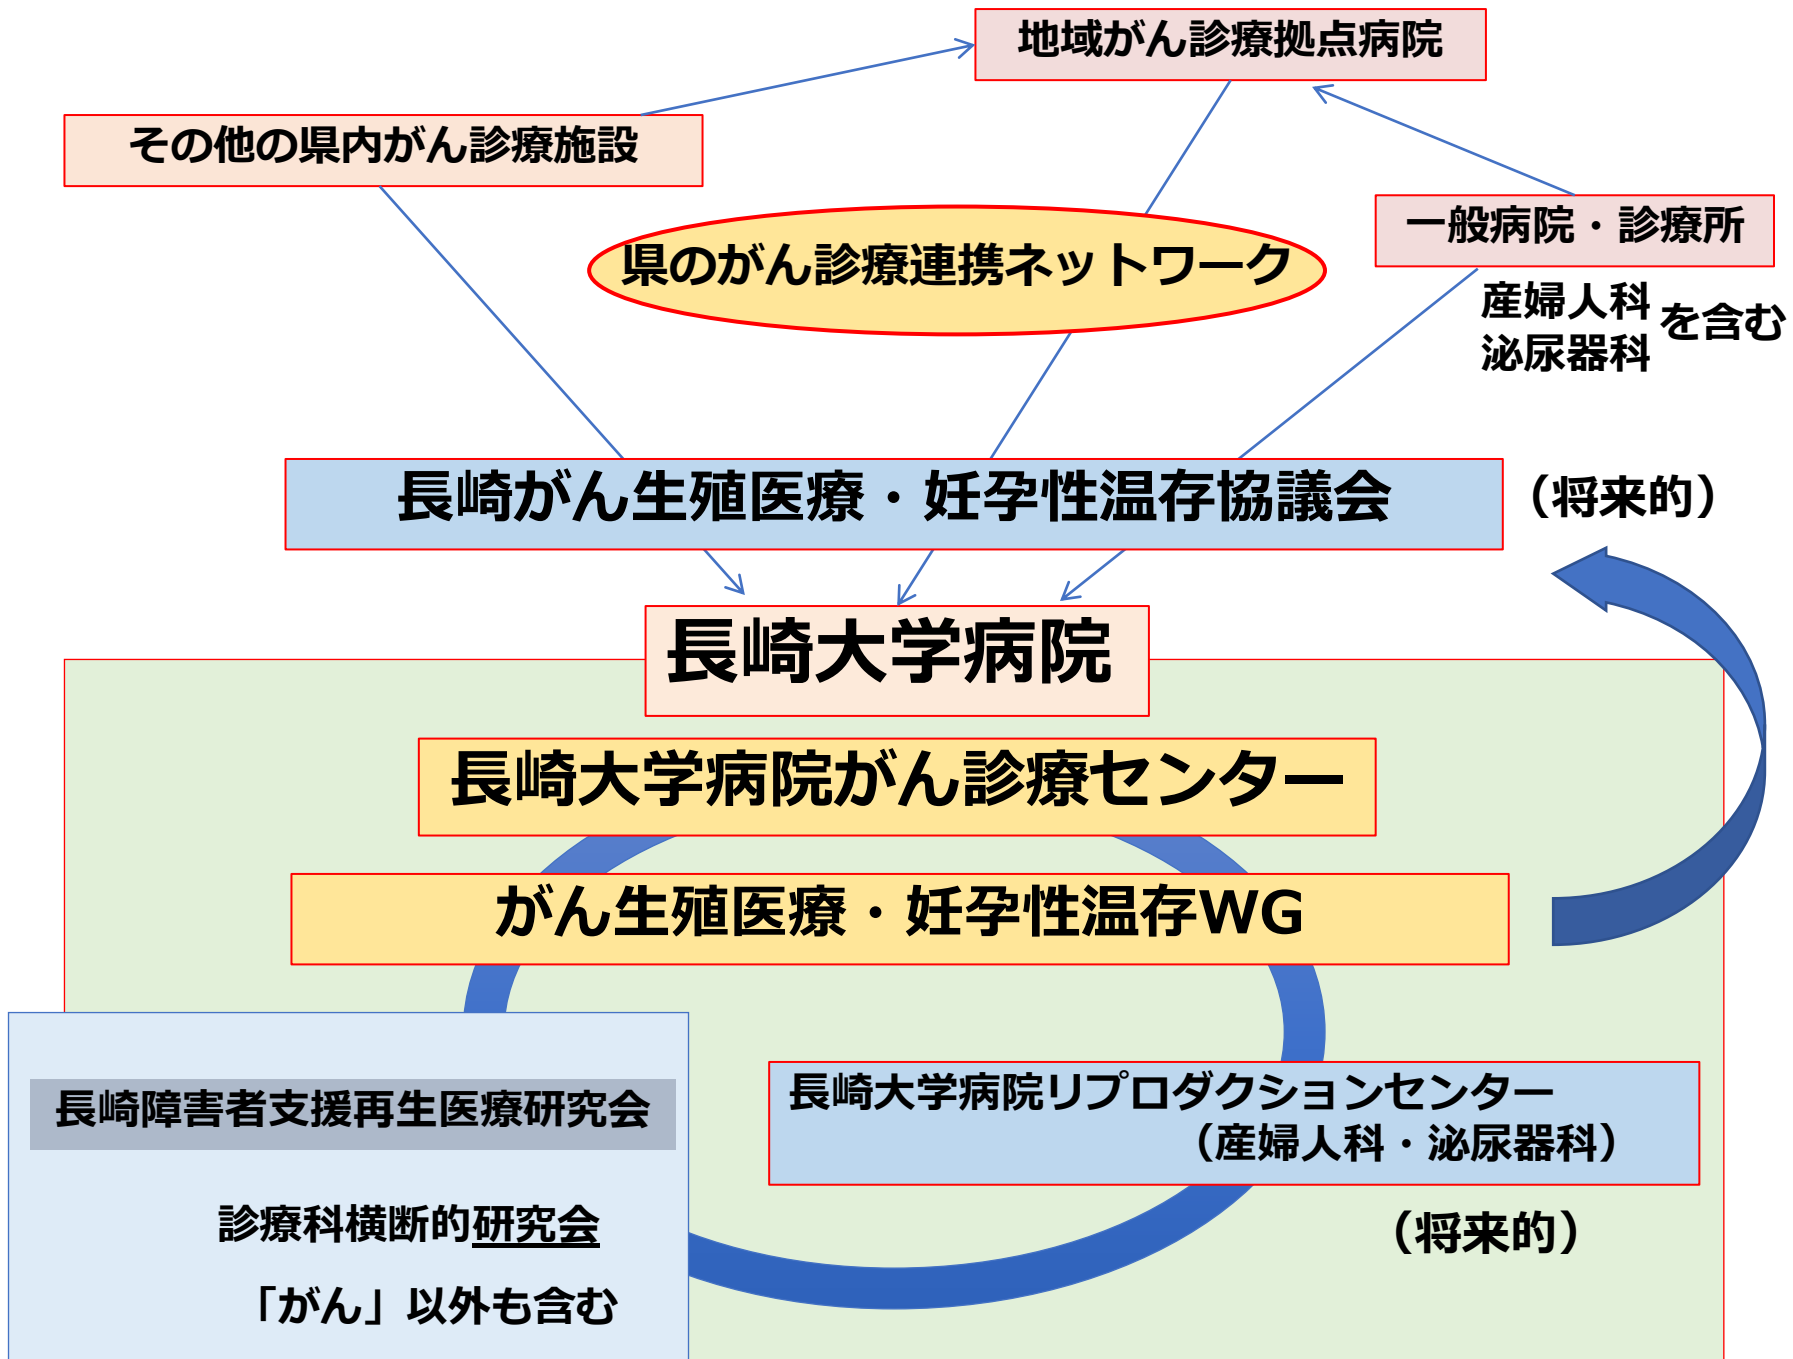 地域がん診療拠点病院
その他の県内がん診療施設
一般病院・診療所
県のがん診療連携ネットワーク
産婦人科
泌尿器科
を含む
長崎がん生殖医療・妊孕性温存協議会
（将来的）
長崎大学病院
長崎大学病院がん診療センター
がん生殖医療・妊孕性温存WG
長崎大学病院リプロダクションセンター
（産婦人科・泌尿器科）
長崎障害者支援再生医療研究会
診療科横断的研究会
（将来的）
「がん」以外も含む